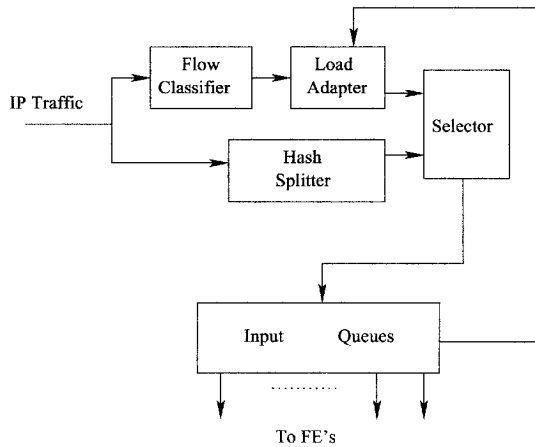 Flow
Classifier
Load
Adapter
IP Traffic
Selector
Hash
Splitter
Input Queues
To FE's